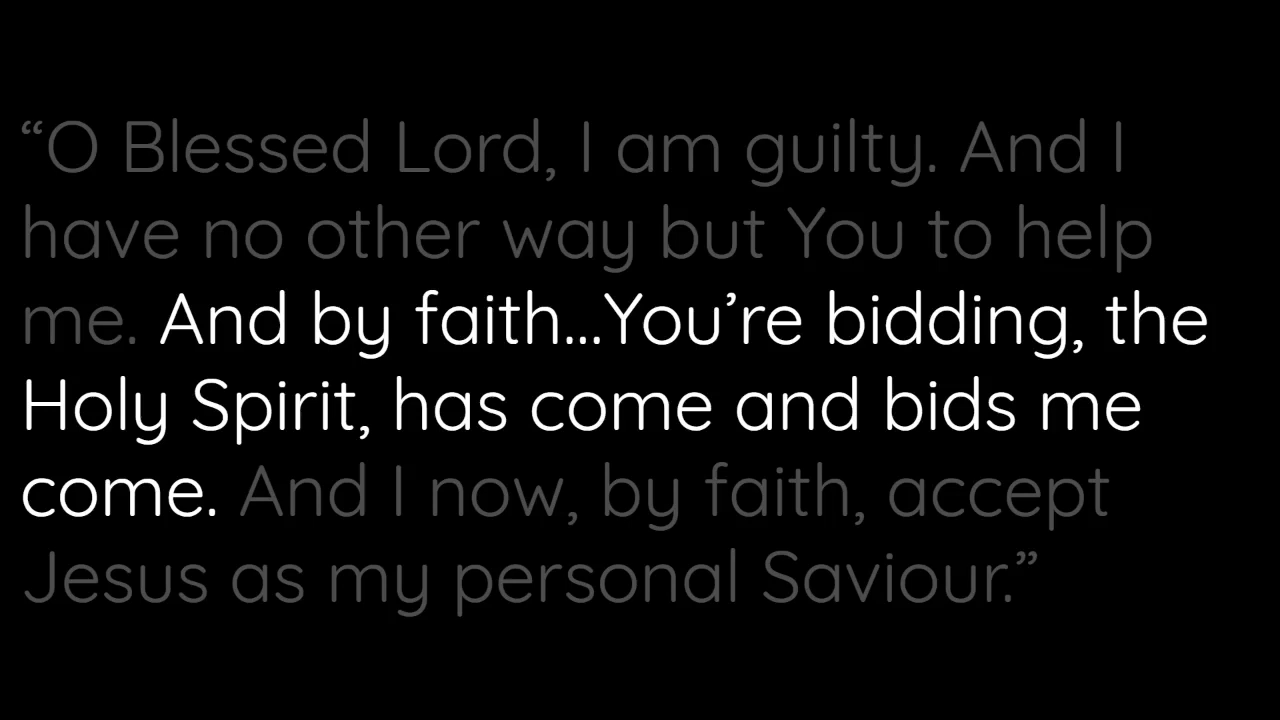 “O Blessed Lord, I am guilty. And I
have no other way but You to help
me. And by faith...You’re bidding, the
Holy Spirit, has come and bids me
come. And I now, by faith, accept
Jesus as my personal Saviour.”